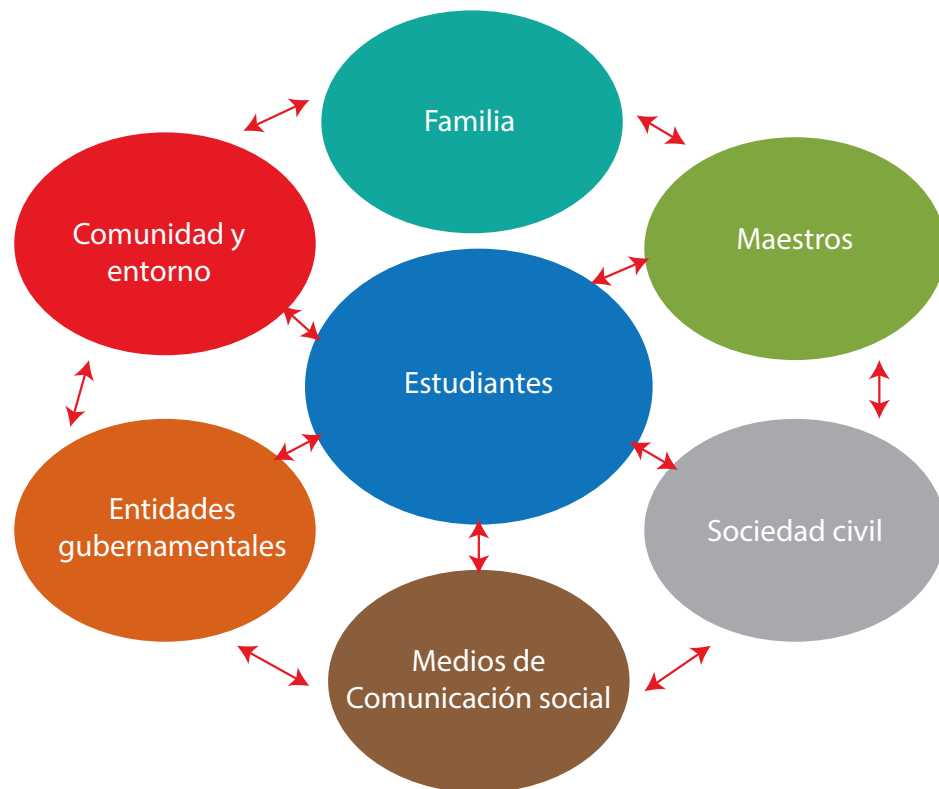 Familia
Comunidad y
entorno
Maestros
Estudiantes
Entidades
gubernamentales
Sociedad civil
Medios de
Comunicación social